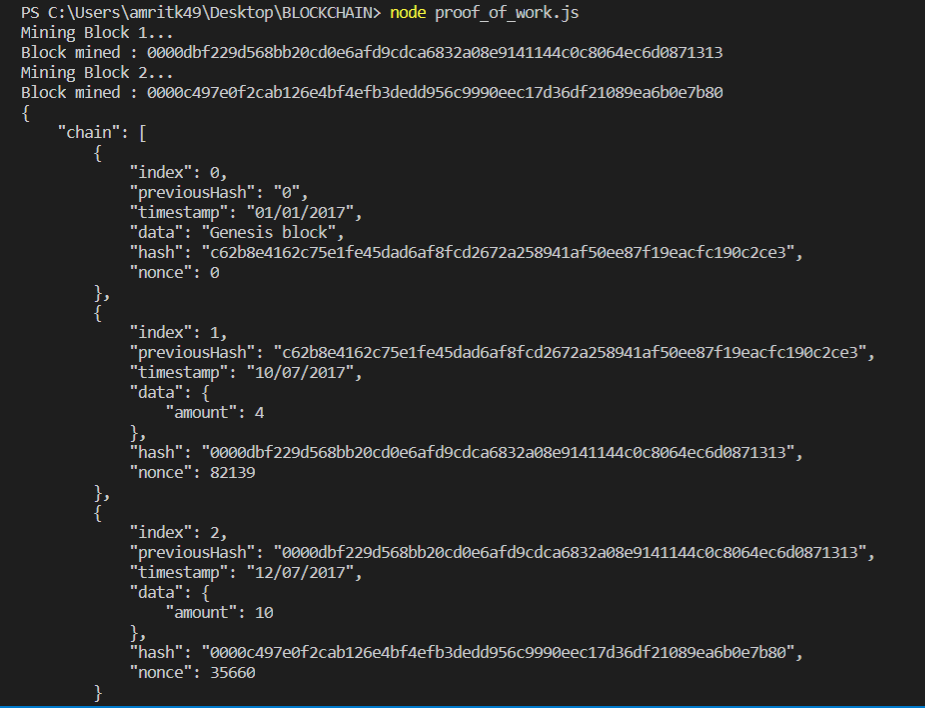 PS C:\Users\amritk49\Desktop\BLOCKCHAIN> node proof_of_work.js
Mining Block 1...
Block mined : 0000dbf229d568bb20cd0e6afd9cdca6832a08e9141144c0c8064ec6d0871313
Mining Block 2...
Block mined : 0000c497e0f2cab126e4bf4efb3dedd956c9990eec17d36df21089ea6b0e7b80
{
    "chain": [
        {
            "index": 0,
            "previousHash": "0",
            "timestamp": "01/01/2017",
            "data": "Genesis block",
            "hash": "c62b8e4162c75e1fe45dad6af8fcd2672a258941af50ee87f19eacfc190c2ce3",
            "nonce": 0
        },
        {
            "index": 1,
            "previousHash": "c62b8e4162c75e1fe45dad6af8fcd2672a258941af50ee87f19eacfc190c2ce3",
            "timestamp": "10/07/2017",
            "data": {
                "amount": 4
            },
            "hash": "0000dbf229d568bb20cd0e6afd9cdca6832a08e9141144c0c8064ec6d0871313",
            "nonce": 82139
        },
        {
            "index": 2,
            "previousHash": "0000dbf229d568bb20cd0e6afd9cdca6832a08e9141144c0c8064ec6d0871313",
            "timestamp": "12/07/2017",
            "data": {
                "amount": 10
            },
            "hash": "0000c497e0f2cab126e4bf4efb3dedd956c9990eec17d36df21089ea6b0e7b80",
            "nonce": 35660
        }